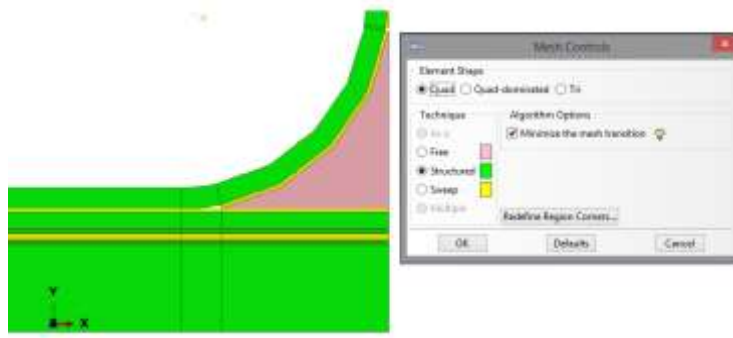 Mesh Controls
Element Shape
Quad Quad-dominated Tri
Technique
Algorithm Options
Minimize the mesh transition
Free
Structured
Sweep
Multiple
Redefine Region Corners...
OK Defaults Cancel
Y
X